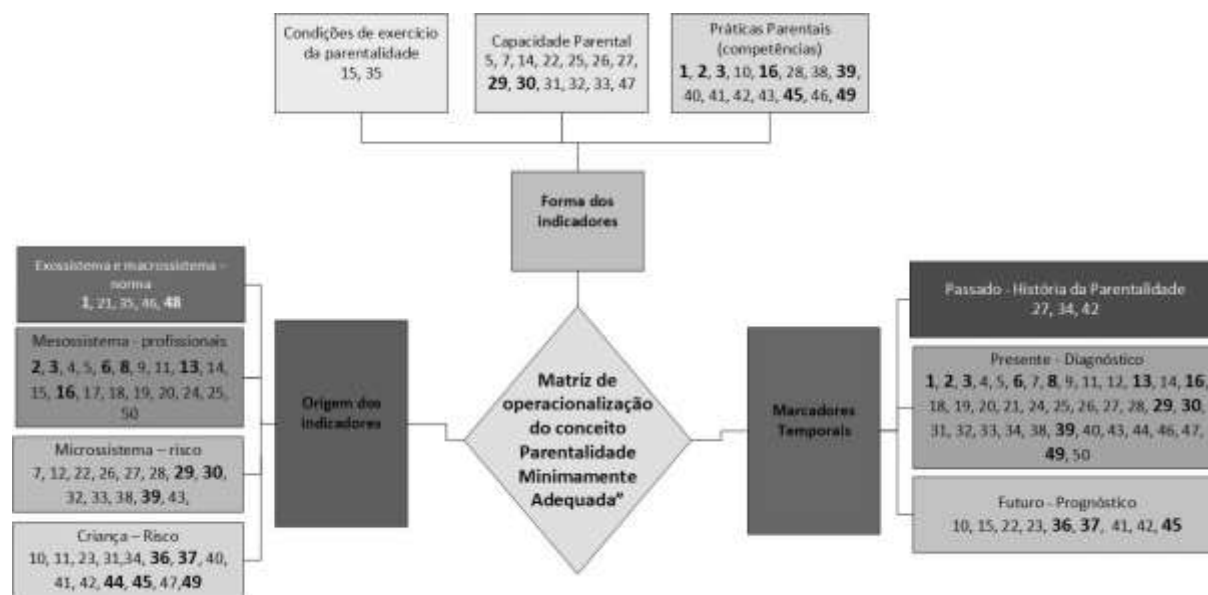 Condições de exercício
da parentalidade
15, 35
Capacidade Parental
5, 7, 14, 22, 25, 26, 27,
29, 30, 31, 32, 33, 47
Práticas Parentais
(competências)
1, 2, 3, 10, 16, 28, 38, 39,
40, 41, 42, 43, 45, 46, 49
Forma dos
indicadores
Exossistema e macrossistema –
norma
1, 21, 35, 46, 48
Mesossistema - profissionais
2, 3, 4, 5, 6, 8, 9, 11, 13, 14,
15, 16, 17, 18, 19, 20, 24, 25,
50
Microssistema – risco
7, 12, 22, 26, 27, 28, 29, 30,
32, 33, 38, 39, 43,
Criança – Risco
10, 11, 23, 31,34, 36, 37, 40,
41, 42, 44, 45, 47,49
Origem dos
indicadores
Matriz de
operacionalização
do conceito
Parentalidade
Minimamente
Adequada”
Marcadores
Temporais
Passado - História da Parentalidade
27, 34, 42
Presente - Diagnóstico
1, 2, 3, 4, 5, 6, 7, 8, 9, 11, 12, 13, 14, 16,
18, 19, 20, 21, 24, 25, 26, 27, 28, 29, 30,
31, 32, 33, 34, 38, 39, 40, 43, 44, 46, 47,
49, 50
Futuro - Prognóstico
10, 15, 22, 23, 36, 37, 41, 42, 45